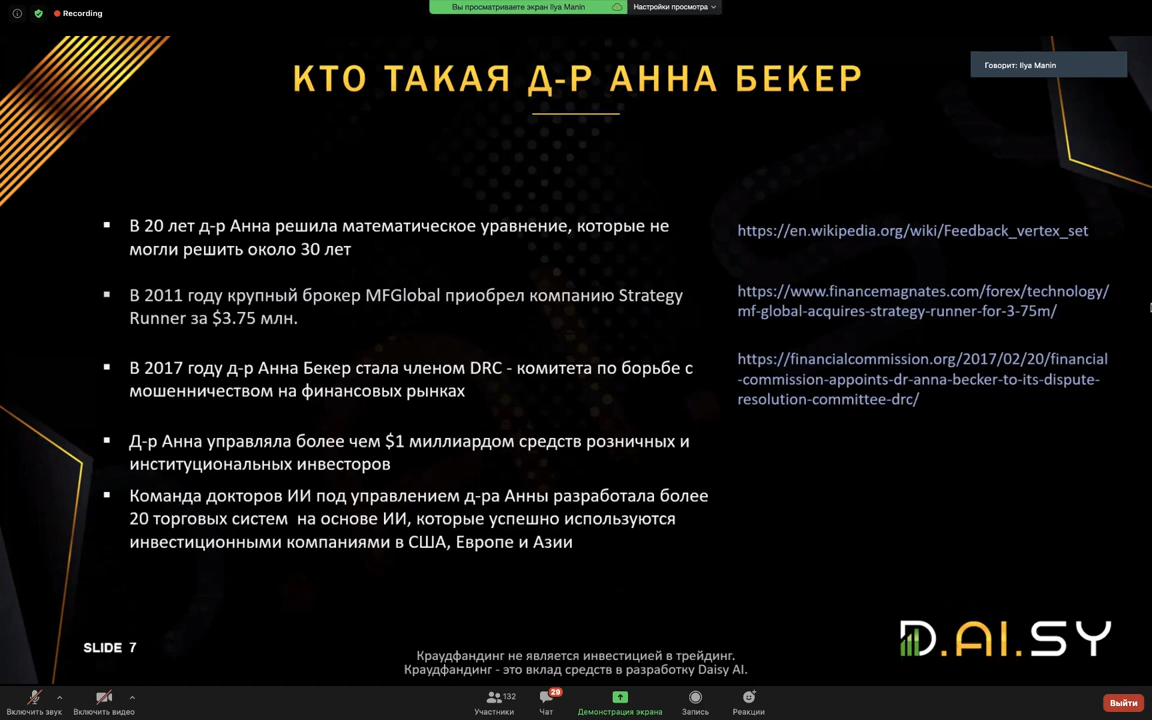 Recording
Вы просматриваете экран Ilya Manin
Настройки просмотра
КТО ТАКАЯ Д-Р АННА БЕКЕР
Говорит: Ilya Manin
В 20 лет д-р Анна решила математическое уравнение, которые не
могли решить около 30 лет
https://en.wikipedia.org/wiki/Feedback_vertex_set
В 2011 году крупный брокер MFGlobal приобрел компанию Strategy
Runner за $3.75 млн.
https://www.financemagnates.com/forex/technology/
mf-global-acquires-strategy-runner-for-3-75m/
В 2017 году д-р Анна Бекер стала членом DRC - комитета по борьбе с
мошенничеством на финансовых рынках
https://financialcommission.org/2017/02/20/financial
-commission-appoints-dr-anna-becker-to-its-dispute-
resolution-committee-drc/
Д-р Анна управляла более чем $1 миллиардом средств розничных и
институциональных инвесторов
Команда докторов ИИ под управлением д-ра Анны разработала более
20 торговых систем на основе ИИ, которые успешно используются
инвестиционными компаниями в США, Европе и Азии
SLIDE 7
D.AI.SY
Краудфандинг не является инвестицией в трейдинг.
Краудфандинг - это вклад средств в разработку Daisy AI.
Включить звук
Включить видео
132
Участники
29
Чат
Демонстрация экрана
Запись
Реакции
Выйти